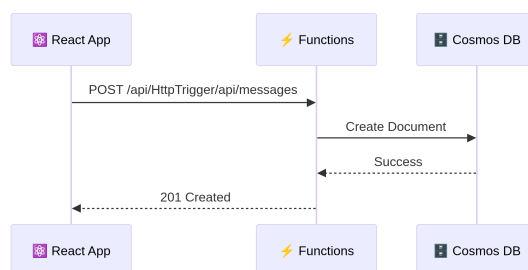 ⚛️ React App
⚡ Functions
🗄️ Cosmos DB
POST /api/HttpTrigger/api/messages
Create Document
Success
201 Created
⚛️ React App
⚡ Functions
🗄️ Cosmos DB